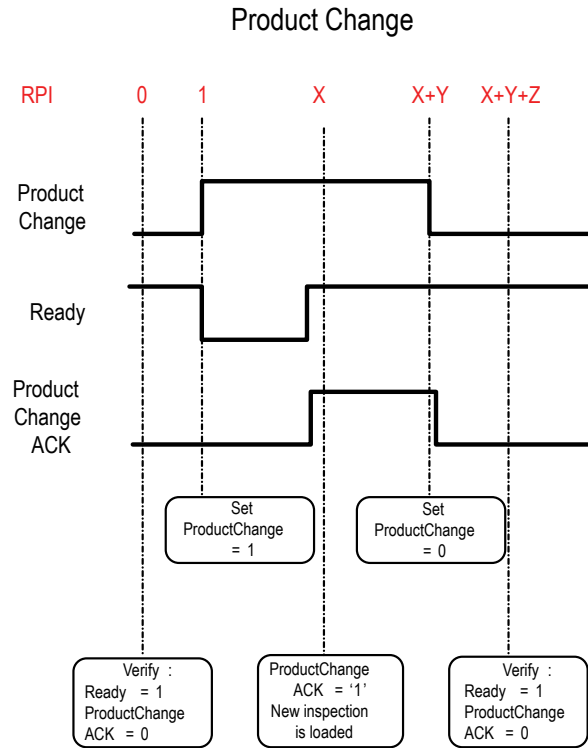 Product Change
RPI 0 1 X X+Y X+Y+Z
Product
Change
Ready
Product
Change
ACK
Set
ProductChange
= 1
Set
ProductChange
= 0
Verify :
Ready = 1
ProductChange
ACK = 0
ProductChange
ACK = ‘1’
New inspection
is loaded
Verify :
Ready = 1
ProductChange
ACK = 0